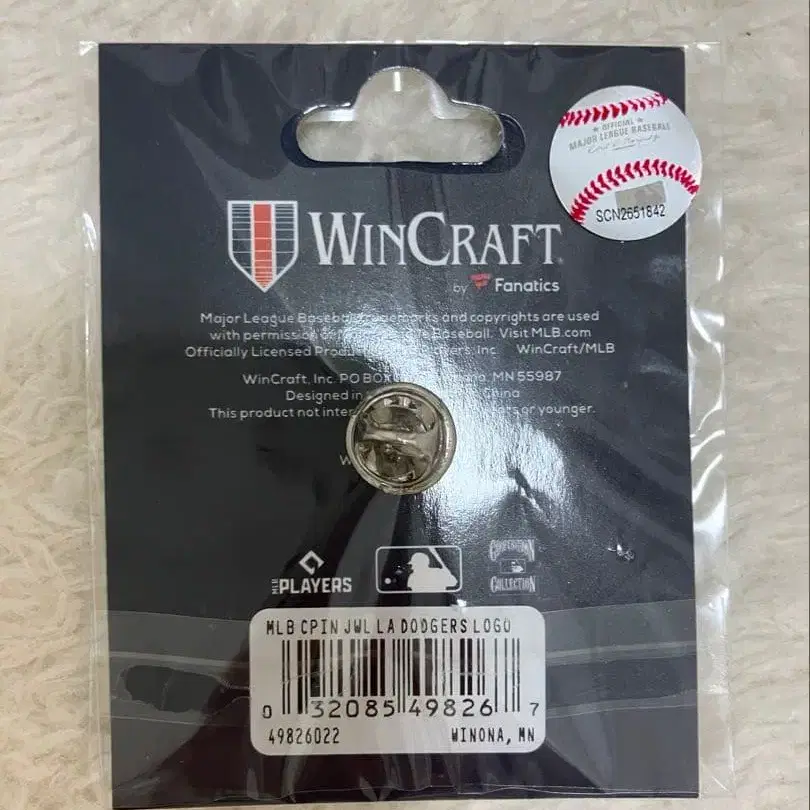 ★ OFFICIAL ★
MAJOR LEAGUE BASEBALL
SCN2651842
WINCRAFT
by Fanatics
Major League Baseball trademarks and copyrights are used
with permission of Baseball. Visit MLB.com
Officially Licensed Players, Inc. WinCraft/MLB
WinCraft, Inc. PO BOX MN 55987
Designed in China
This product not or younger.
MLB PLAYERS
COOPERSTOWN
COLLECTION
MLB CPIN JWL LA DODGERS LOGO
0 32085 49826 7
49826022 WINONA, MN